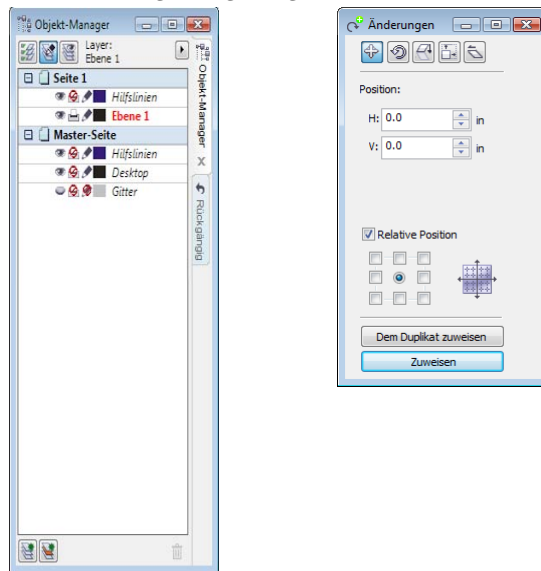 Objekt-Manager
Layer:
Ebene 1
Seite 1
Hilfslinien
Ebene 1
Master-Seite
Hilfslinien
Desktop
Gitter
Objekt-Manager
Rückgängig
Änderungen
Position:
H: 0.0 in
V: 0.0 in
Relative Position
Dem Duplikat zuweisen
Zuweisen